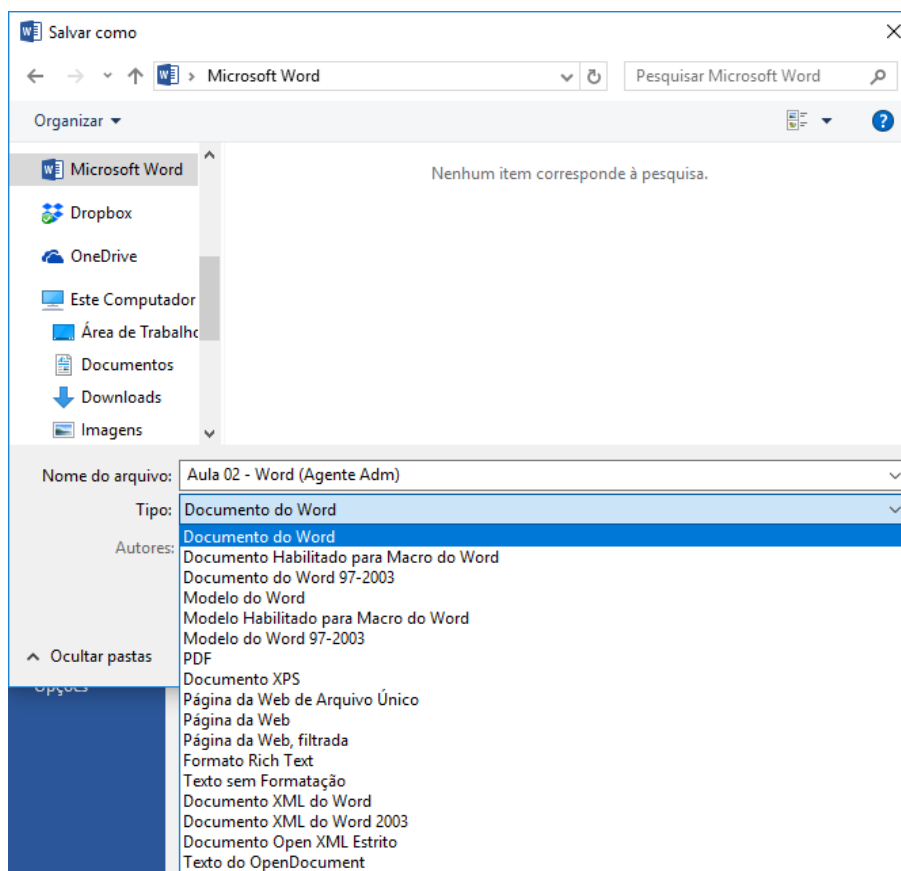 Salvar como
Microsoft Word
Pesquisar Microsoft Word
Organizar
Microsoft Word
Nenhum item corresponde à pesquisa.
Dropbox
OneDrive
Este Computador
Área de Trabalho
Documentos
Downloads
Imagens
Nome do arquivo: Aula 02 - Word (Agente Adm)
Tipo: Documento do Word
Autores:
Documento do Word
Documento Habilitado para Macro do Word
Documento do Word 97-2003
Modelo do Word
Modelo Habilitado para Macro do Word
Modelo do Word 97-2003
Ocultar pastas
PDF
Documento XPS
Opções
Página da Web de Arquivo Único
Página da Web
Página da Web, filtrada
Formato Rich Text
Texto sem Formatação
Documento XML do Word
Documento XML do Word 2003
Documento Open XML Estrito
Texto do OpenDocument